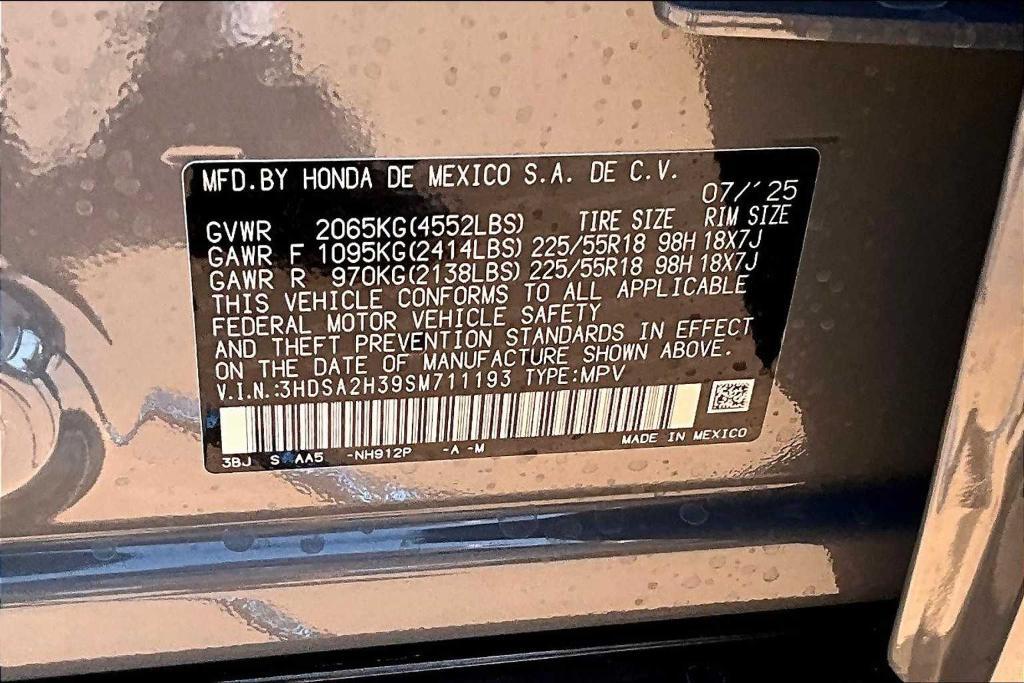 MFD.BY HONDA DE MEXICO S.A. DE C.V.
07/'25
GVWR 2065KG(4552LBS) TIRE SIZE RIM SIZE
GAWR F 1095KG(2414LBS) 225/55R18 98H 18X7J
GAWR R 970KG(2138LBS) 225/55R18 98H 18X7J
THIS VEHICLE CONFORMS TO ALL APPLICABLE
FEDERAL MOTOR VEHICLE SAFETY
AND THEFT PREVENTION STANDARDS IN EFFECT
ON THE DATE OF MANUFACTURE SHOWN ABOVE.
V.I.N.:3HDSA2H39SM711193 TYPE:MPV
MADE IN MEXICO
3BJ -NH912P -A -M